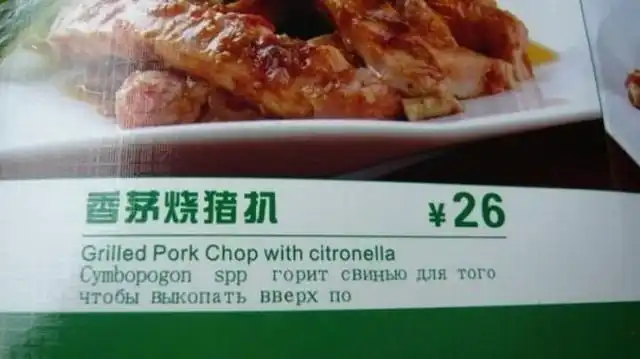 香茅烧猪扒 ¥26
Grilled Pork Chop with citronella
Cymbopogon spp горит свинью для того
чтобы выкопать вверх по